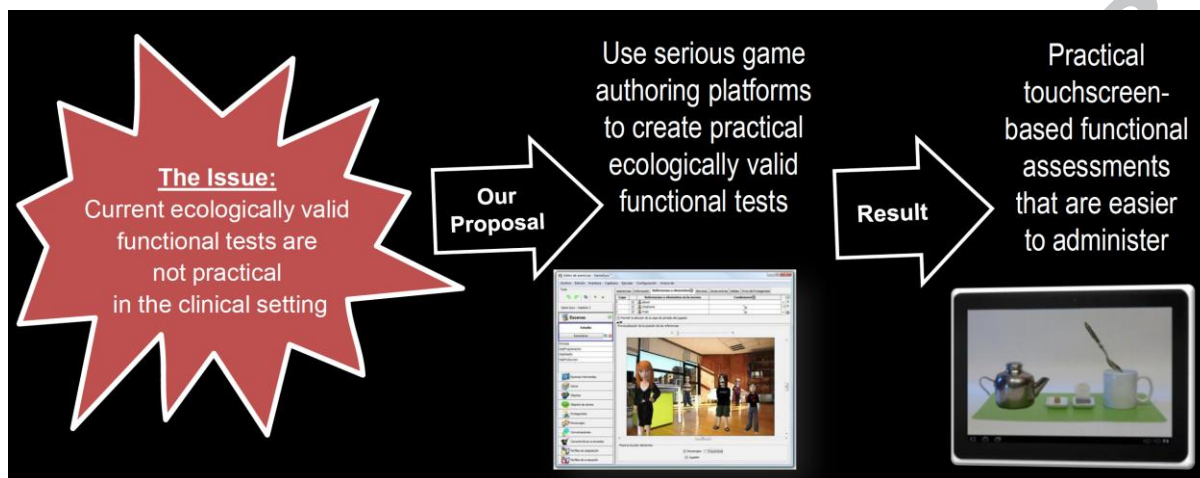 The Issue:
Current ecologically valid
functional tests are
not practical
in the clinical setting
Our
Proposal
Use serious game
authoring platforms
to create practical
ecologically valid
functional tests
Result
Practical
touchscreen-
based functional
assessments
that are easier
to administer